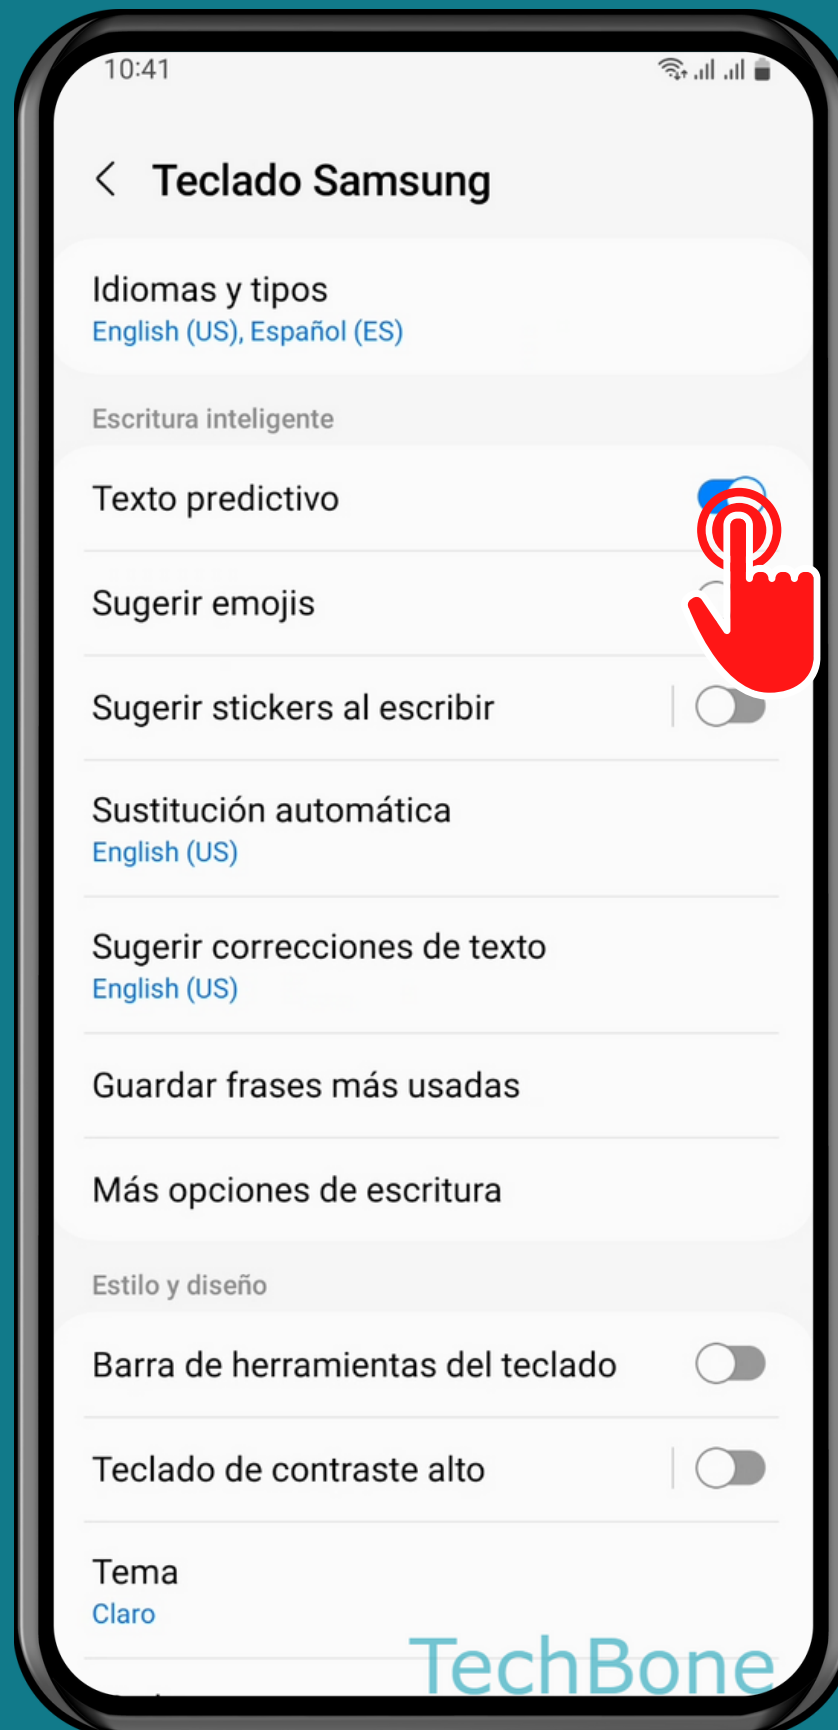 10:41
Teclado Samsung
Idiomas y tipos
English (US), Español (ES)
Escritura inteligente
Texto predictivo
Sugerir emojis
Sugerir stickers al escribir
Sustitución automática
English (US)
Sugerir correcciones de texto
English (US)
Guardar frases más usadas
Más opciones de escritura
Estilo y diseño
Barra de herramientas del teclado
Teclado de contraste alto
Tema
Claro
TechBone